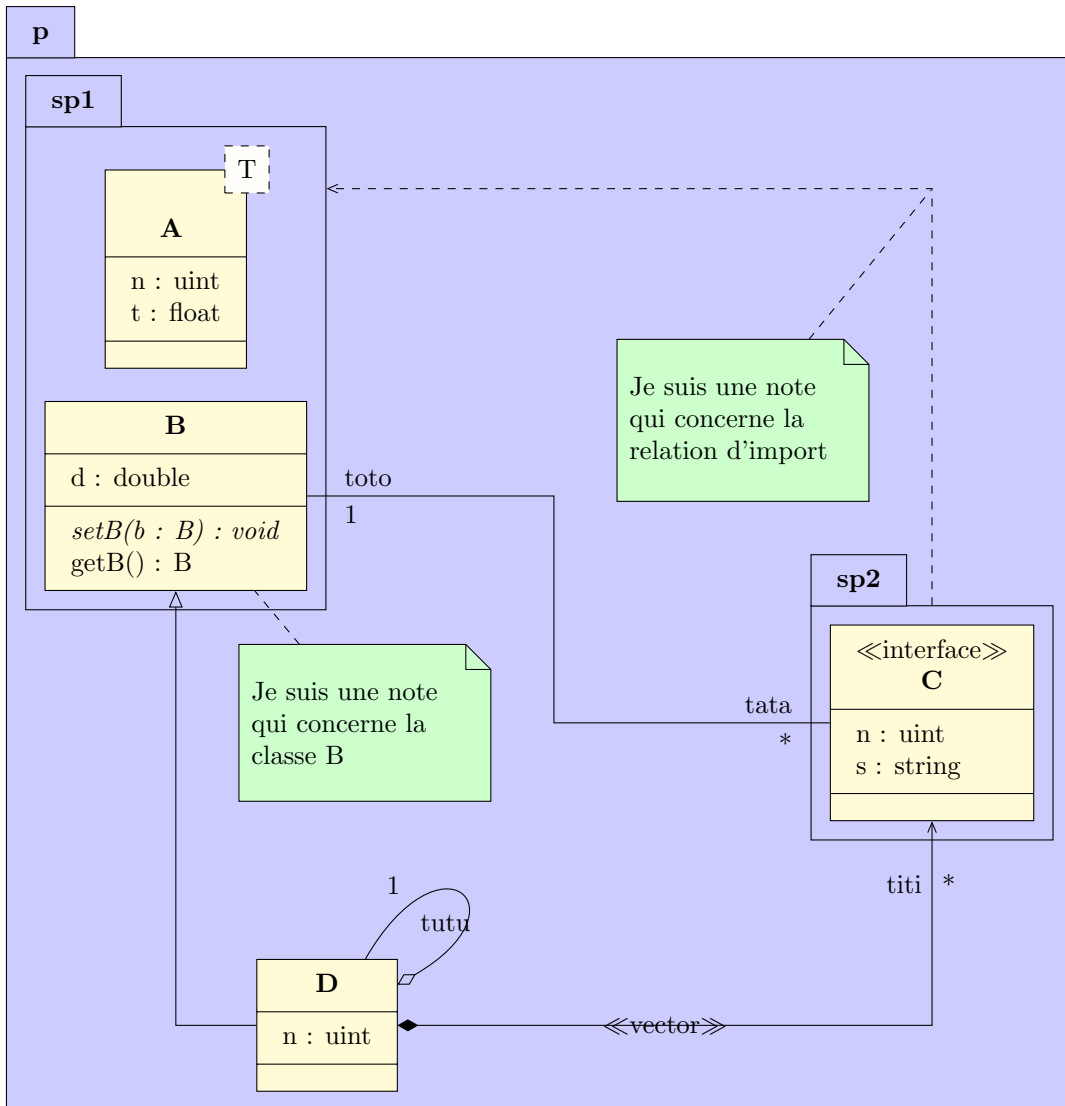 p
sp1
T
A
n : uint
t : float
Je suis une note
qui concerne la
relation d'import
B
d : double
setB(b : B) : void
getB() : B
toto
1
sp2
≪interface≫
C
n : uint
s : string
tata
*
Je suis une note
qui concerne la
classe B
titi
*
1
tutu
D
n : uint
≪vector≫